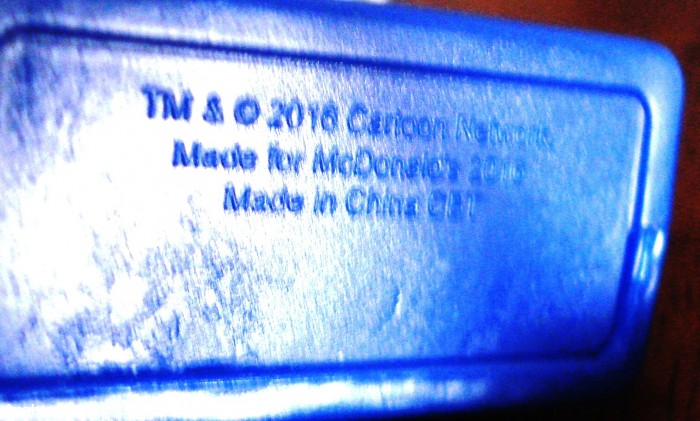 TM & © 2016 Cartoon Network.
Made for McDonald's 2016
Made in China